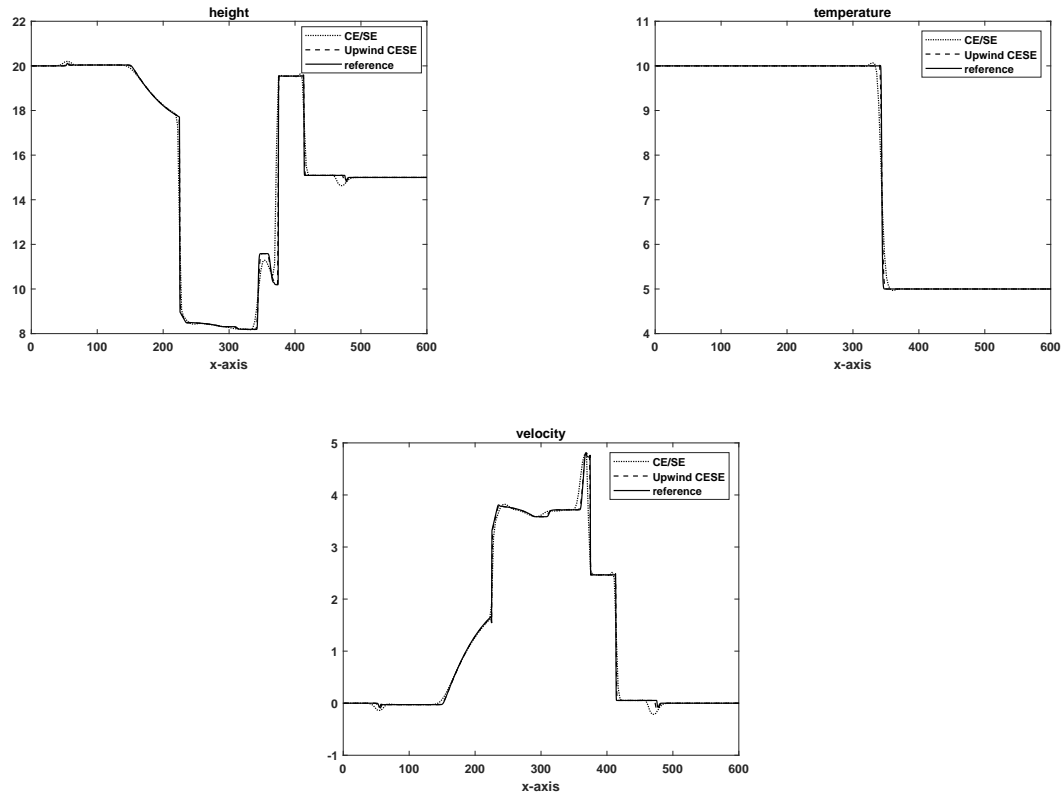 height
22
20
18
16
14
12
10
8
0 100 200 300 400 500 600
x-axis
CE/SE
Upwind CESE
reference
temperature
11
10
9
8
7
6
5
4
0 100 200 300 400 500 600
x-axis
CE/SE
Upwind CESE
reference
velocity
5
4
3
2
1
0
-1
0 100 200 300 400 500 600
x-axis
CE/SE
Upwind CESE
reference